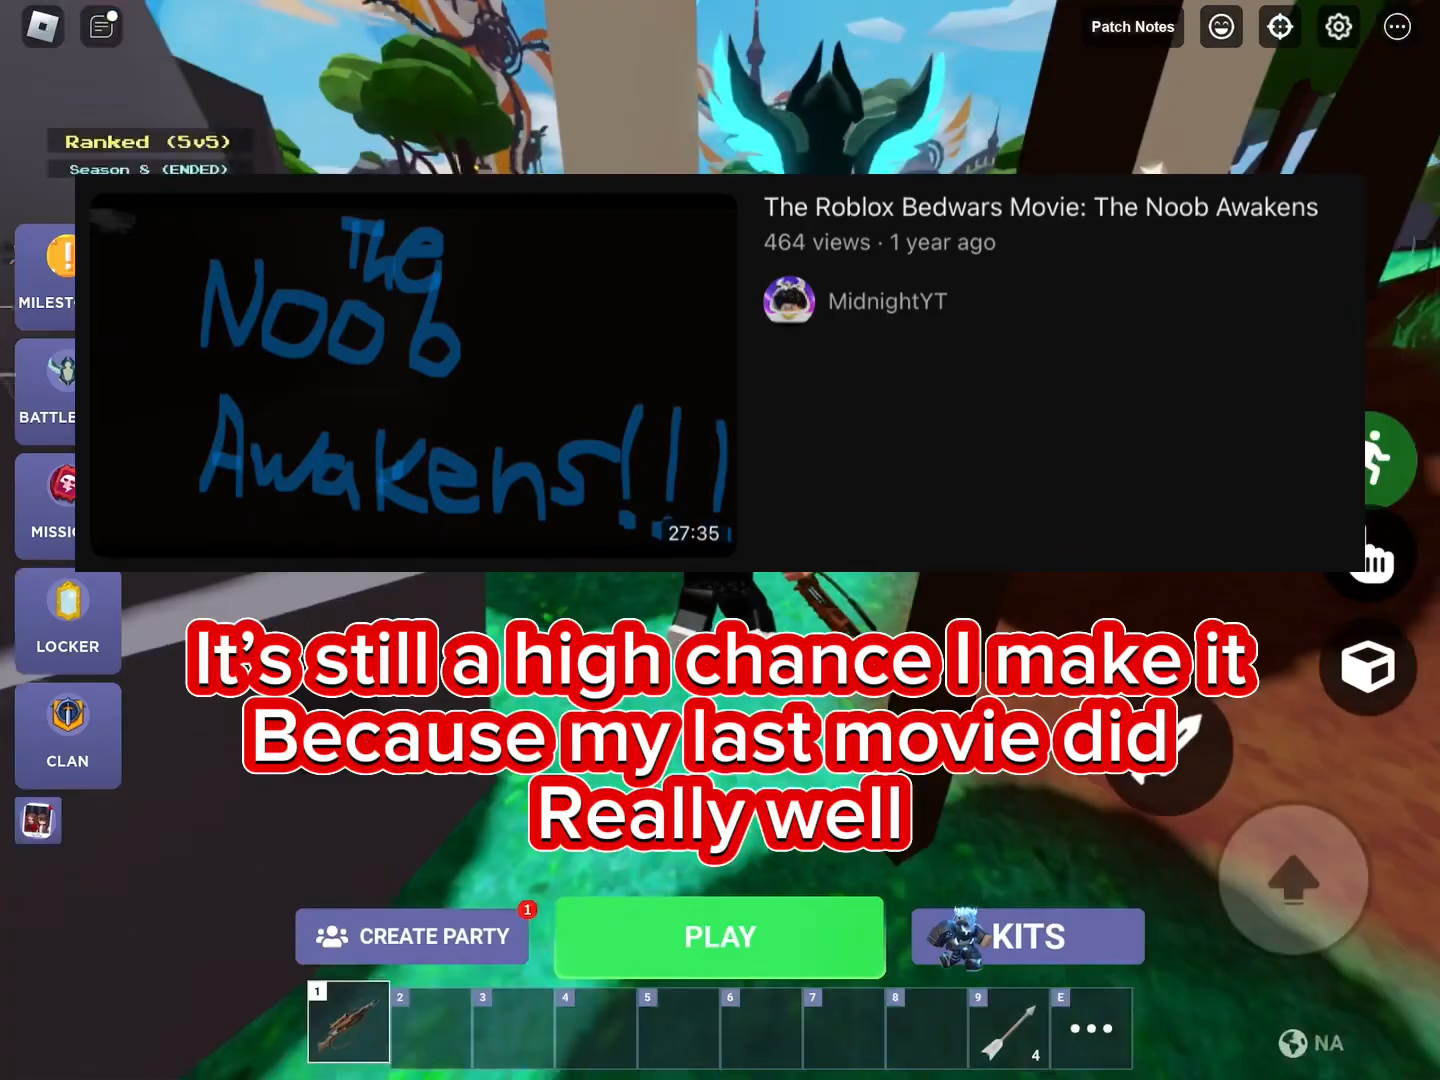 Patch Notes
Ranked (5v5)
Season 8 (ENDED)
The
Noob
Awakens!!!
27:35
The Roblox Bedwars Movie: The Noob Awakens
464 views · 1 year ago
MidnightYT
MILEST
BATTLE
MISSIO
LOCKER
CLAN
It's still a high chance I make it
Because my last movie did
Really well
CREATE PARTY
1
PLAY
KITS
1
2
3
4
5
6
7
8
9
E
4
NA